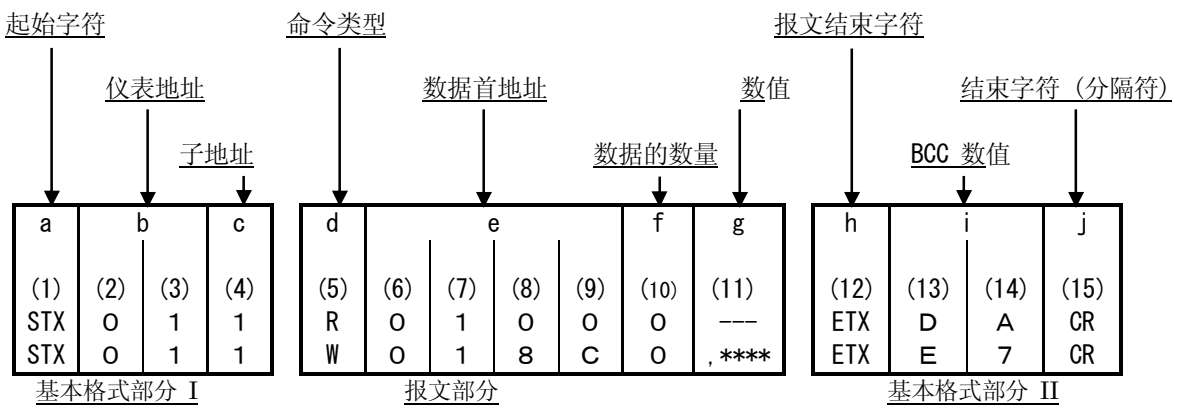 起始字符 命令类型 报文结束字符
仪表地址 数据首地址 数值 结束字符 (分隔符)
子地址 数据的数量 BCC 数值
a b c d e f g h i j
(1) (2) (3) (4) (5) (6) (7) (8) (9) (10) (11) (12) (13) (14) (15)
STX 0 1 1 R 0 1 0 0 0 --- ETX D A CR
STX 0 1 1 W 0 1 8 C 0 ,**** ETX E 7 CR
基本格式部分 I 报文部分 基本格式部分 II